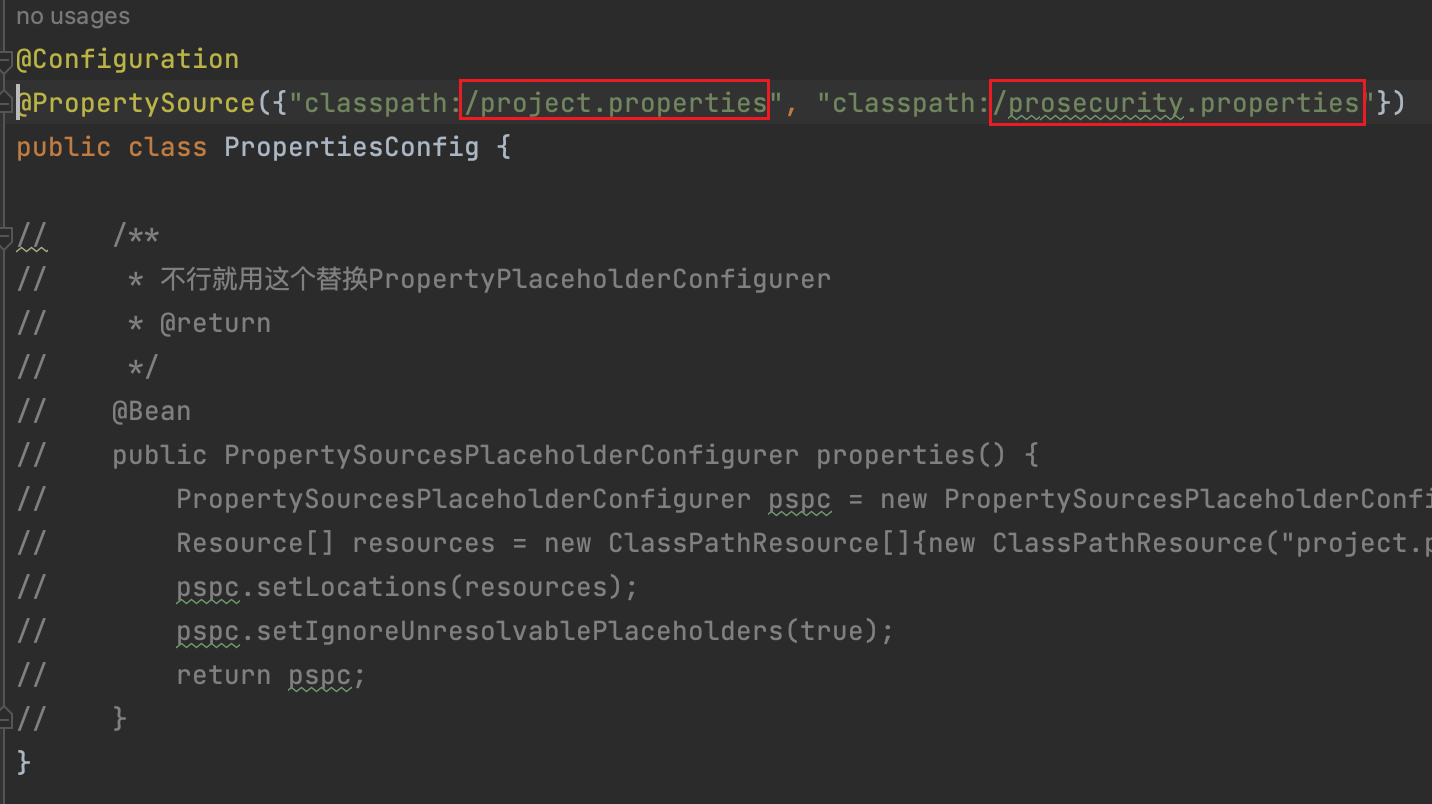 no usages
@Configuration
@PropertySource({"classpath:/project.properties", "classpath:/prosecurity.properties"})
public class PropertiesConfig {
//    /**
//     * 不行就用这个替换PropertyPlaceholderConfigurer
//     * @return
//     */
//    @Bean
//    public PropertySourcesPlaceholderConfigurer properties() {
//        PropertySourcesPlaceholderConfigurer pspc = new PropertySourcesPlaceholderConfi
//        Resource[] resources = new ClassPathResource[]{new ClassPathResource("project.p
//        pspc.setLocations(resources);
//        pspc.setIgnoreUnresolvablePlaceholders(true);
//        return pspc;
//    }
}